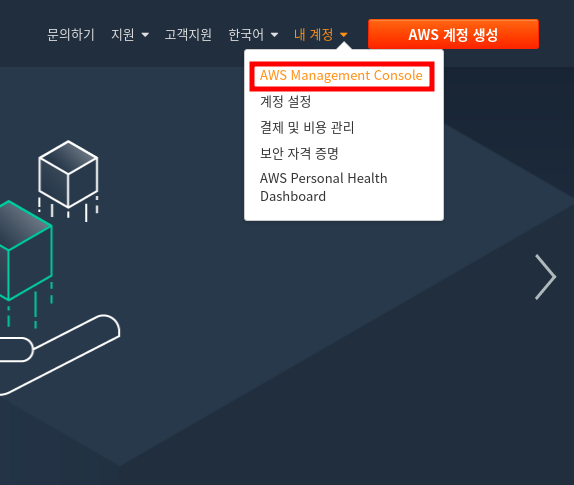 문의하기 지원 고객지원 한국어 내 계정 AWS 계정 생성
AWS Management Console
계정 설정
결제 및 비용 관리
보안 자격 증명
AWS Personal Health
Dashboard